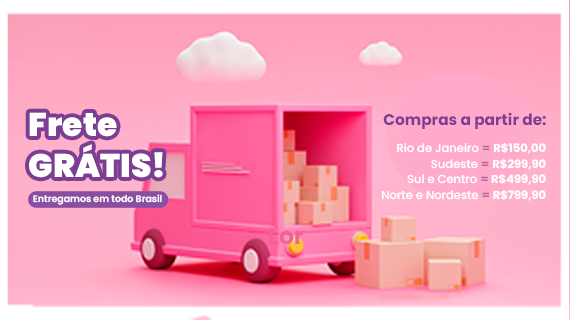 Frete
GRÁTIS!
Entregamos em todo Brasil
Compras a partir de:
Rio de Janeiro = R$150,00
Sudeste = R$299,90
Sul e Centro = R$499,90
Norte e Nordeste = R$799,90